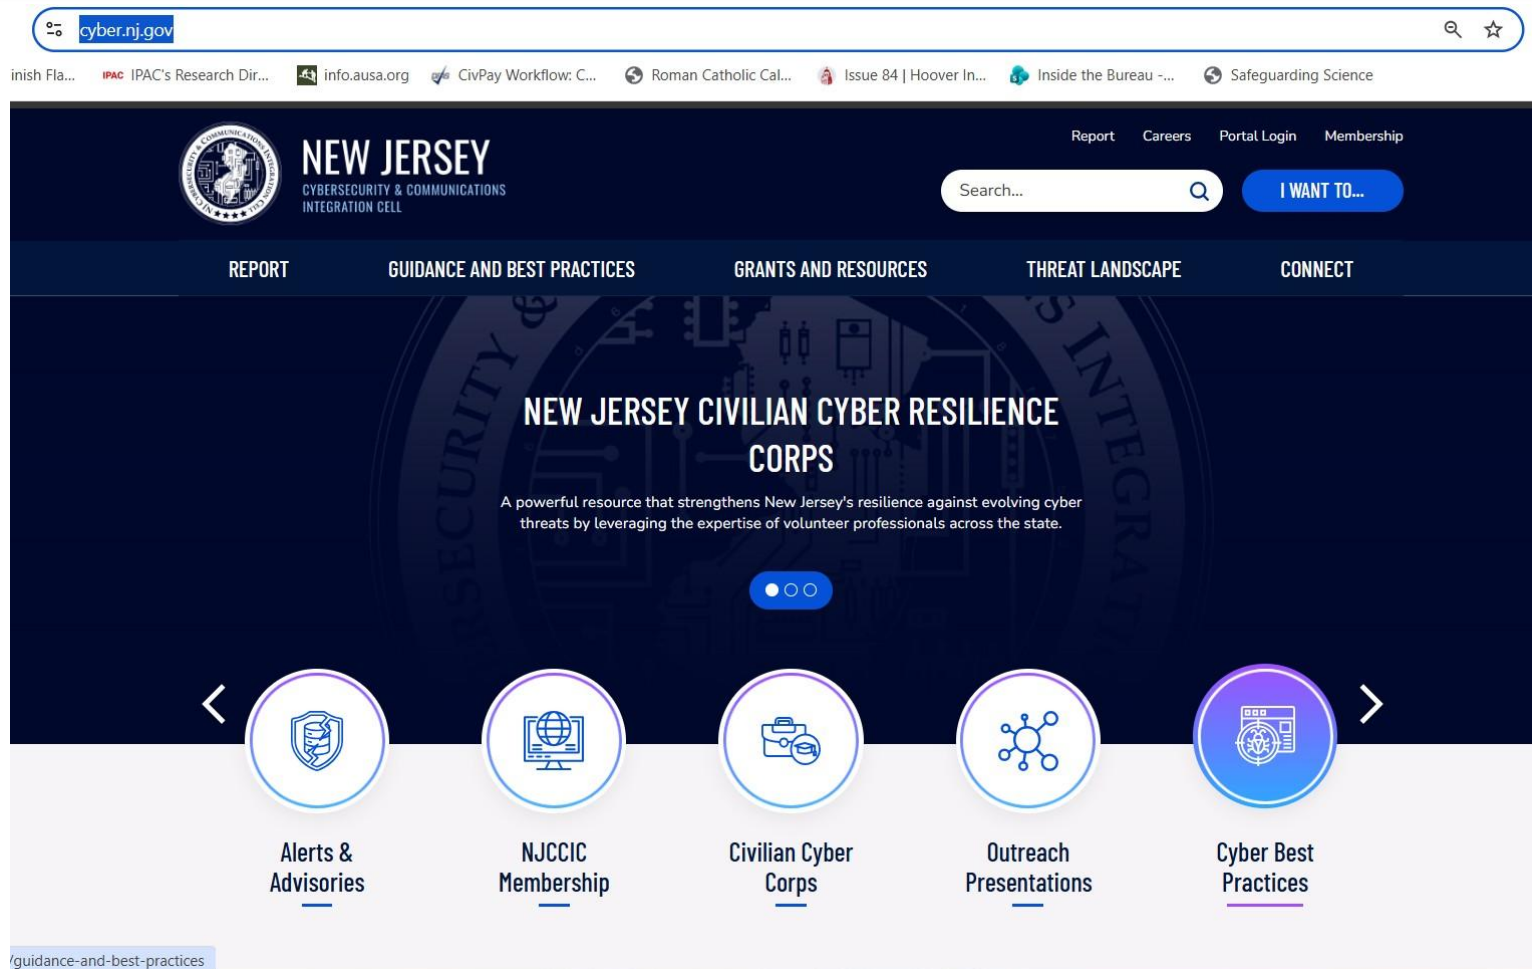 cyber.nj.gov
inish Fla...
IPAC IPAC's Research Dir...
info.ausa.org
CivPay Workflow: C...
Roman Catholic Cal...
Issue 84 | Hoover In...
Inside the Bureau -...
Safeguarding Science
Report
Careers
Portal Login
Membership
NEW JERSEY
CYBERSECURITY & COMMUNICATIONS
INTEGRATION CELL
Search...
I WANT TO...
REPORT
GUIDANCE AND BEST PRACTICES
GRANTS AND RESOURCES
THREAT LANDSCAPE
CONNECT
NEW JERSEY CIVILIAN CYBER RESILIENCE
CORPS
A powerful resource that strengthens New Jersey's resilience against evolving cyber
threats by leveraging the expertise of volunteer professionals across the state.
Alerts &
Advisories
NJCCIC
Membership
Civilian Cyber
Corps
Outreach
Presentations
Cyber Best
Practices
/guidance-and-best-practices